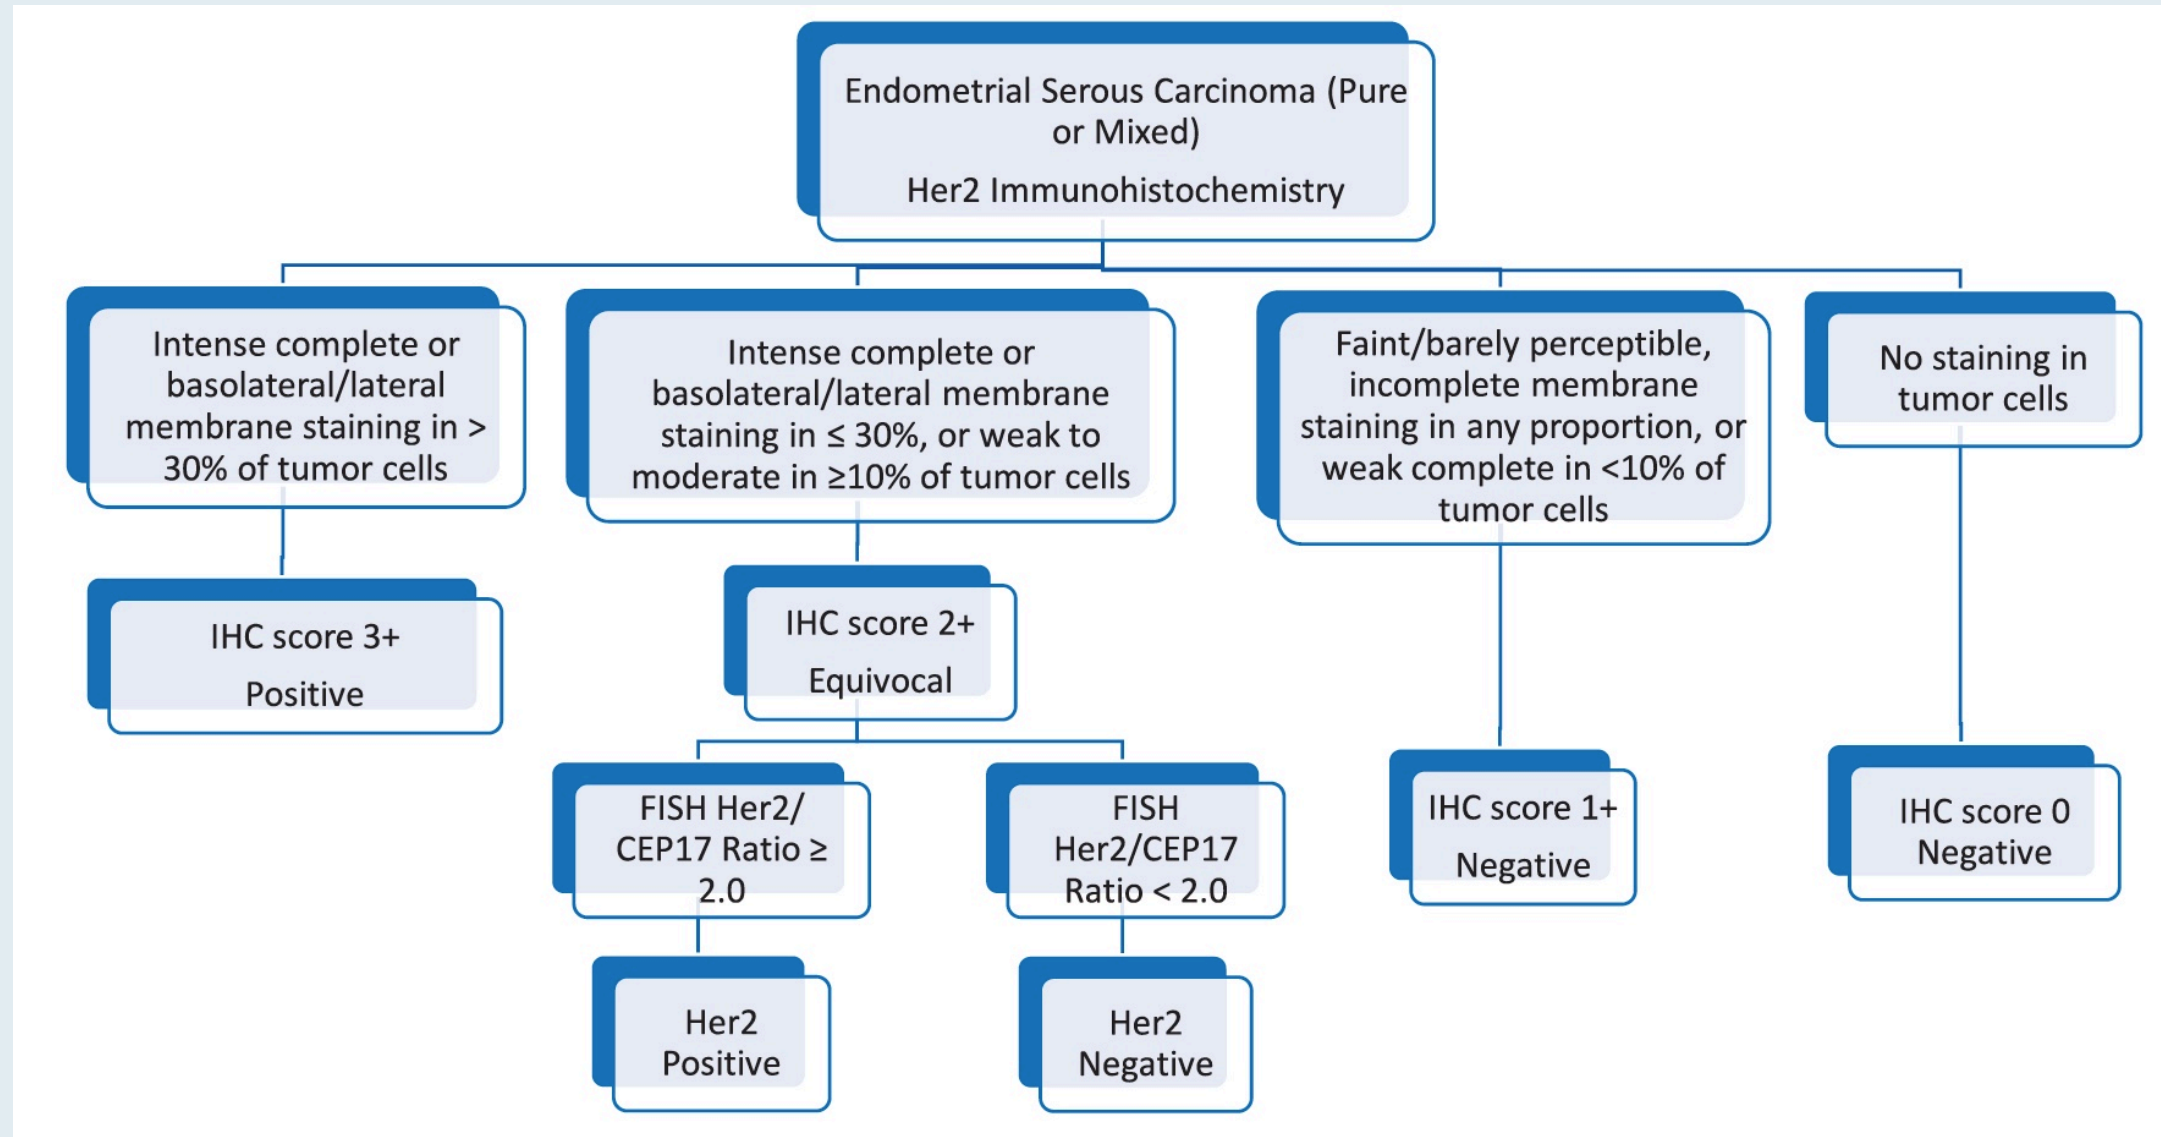 Endometrial Serous Carcinoma (Pure
or Mixed)
Her2 Immunohistochemistry
Intense complete or
basolateral/lateral
membrane staining in >
30% of tumor cells
Intense complete or
basolateral/lateral membrane
staining in ≤ 30%, or weak to
moderate in ≥10% of tumor cells
Faint/barely perceptible,
incomplete membrane
staining in any proportion, or
weak complete in <10% of
tumor cells
No staining in
tumor cells
IHC score 3+
Positive
IHC score 2+
Equivocal
FISH Her2/
CEP17 Ratio ≥
2.0
FISH
Her2/CEP17
Ratio < 2.0
IHC score 1+
Negative
IHC score 0
Negative
Her2
Positive
Her2
Negative